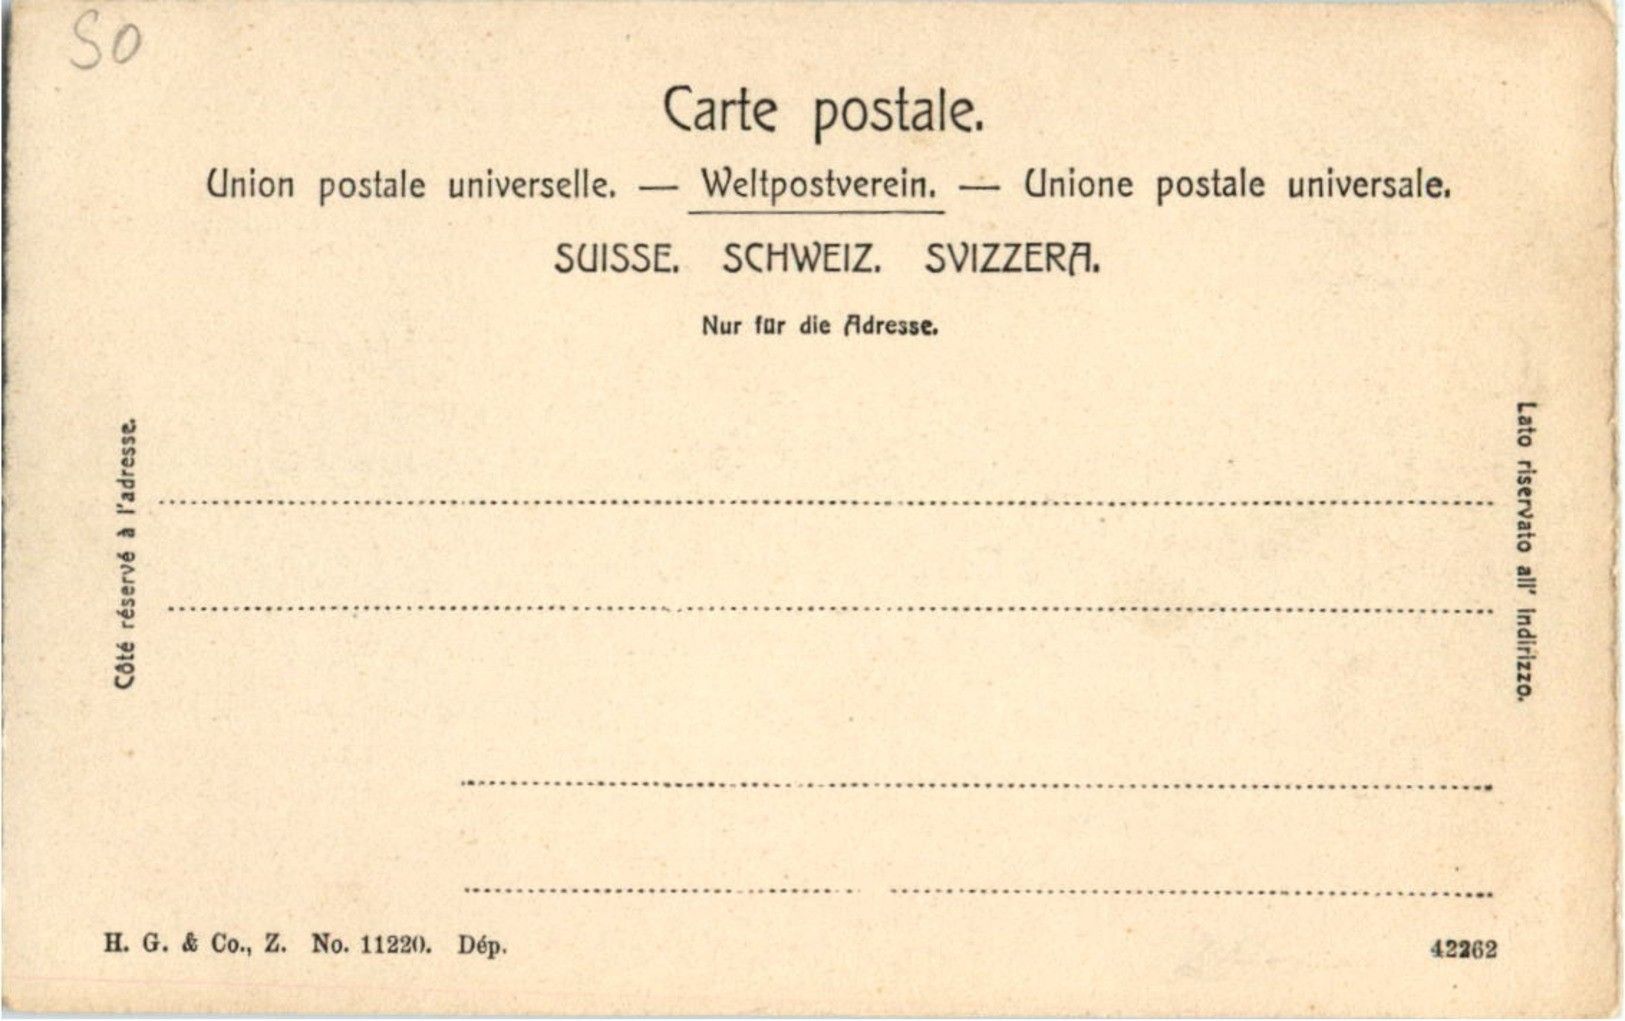 SO
Carte postale.
Union postale universelle. — Weltpostverein. — Unione postale universale.
SUISSE. SCHWEIZ. SVIZZERA.
Nur für die Adresse.
Côté réservé à l'adresse.
Lato riservato all' indirizzo.
H. G. & Co., Z. No. 11220. Dép.
42262